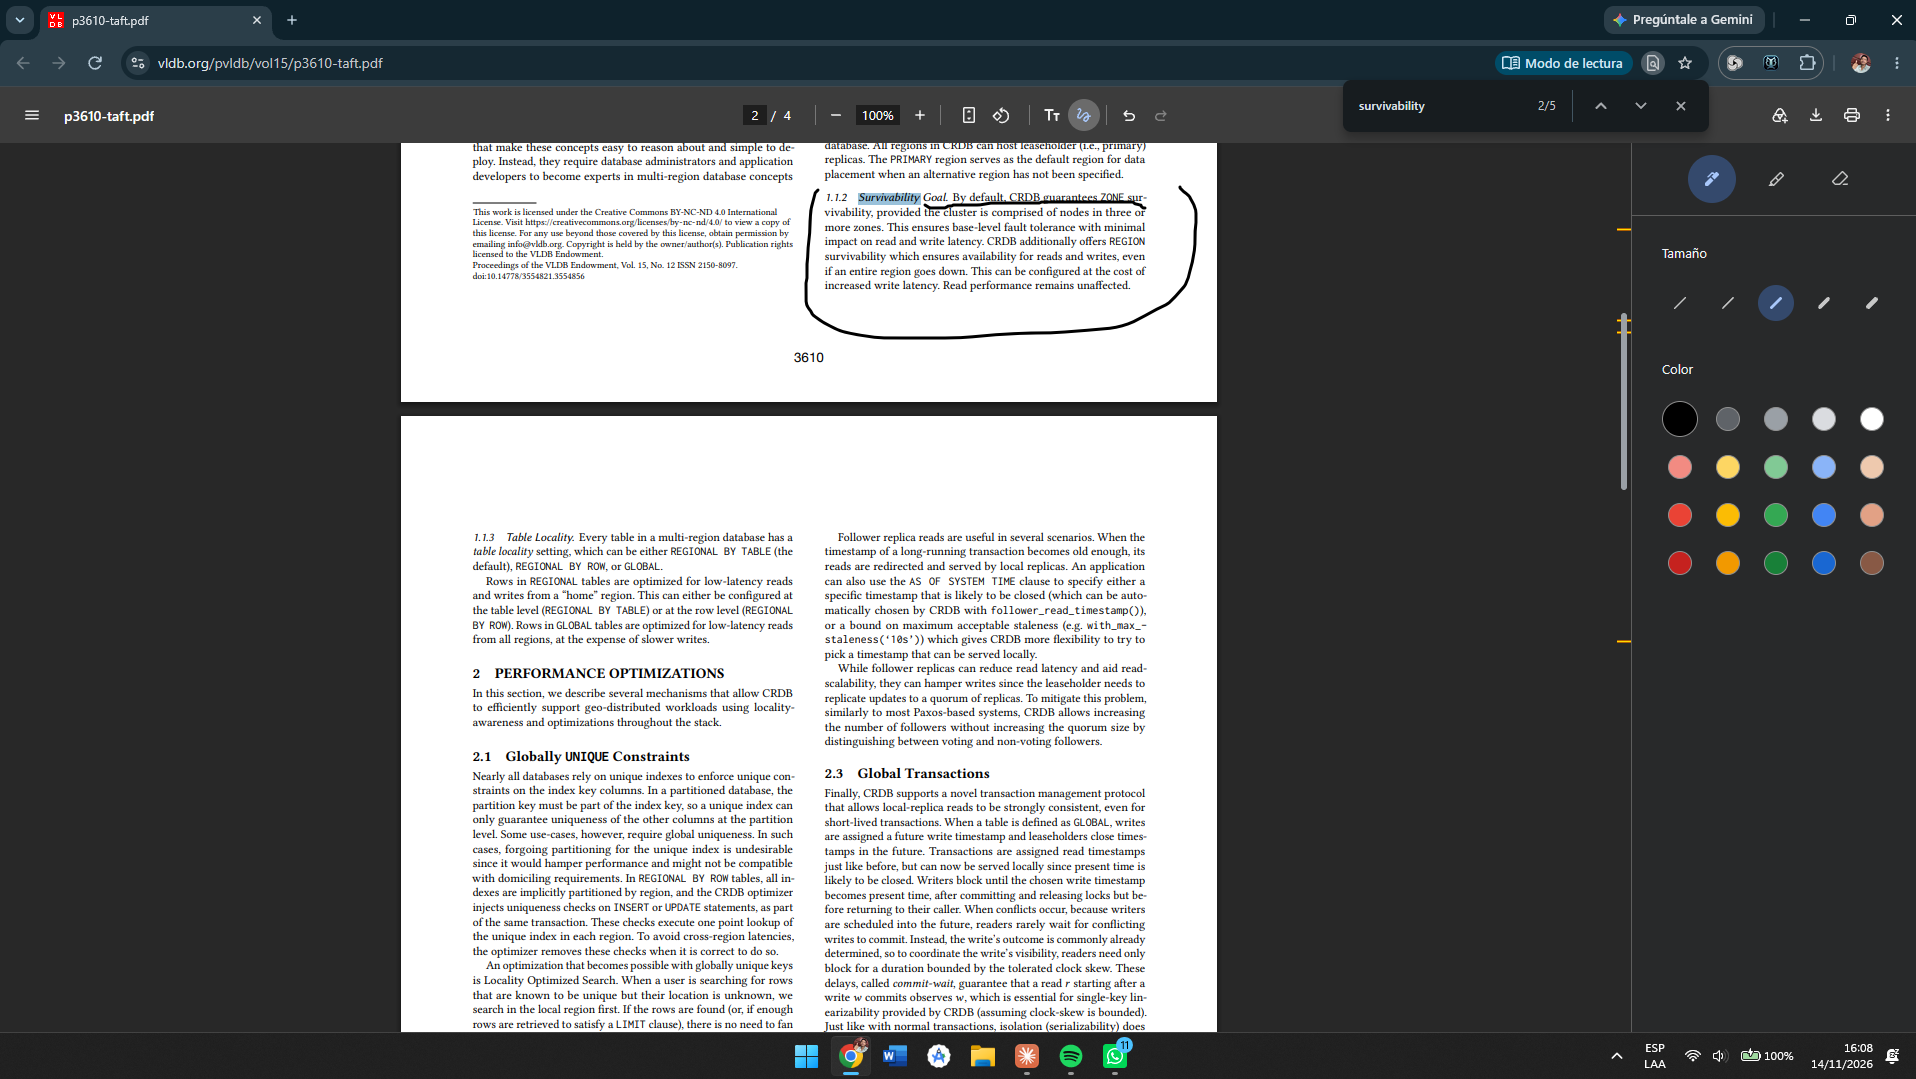 p3610-taft.pdf
Pregúntale a Gemini
vldb.org/pvldb/vol15/p3610-taft.pdf
Modo de lectura
survivability
2/5
p3610-taft.pdf
2 / 4
100%
that make these concepts easy to reason about and simple to de-
ploy. Instead, they require database administrators and application
developers to become experts in multi-region database concepts
This work is licensed under the Creative Commons BY-NC-ND 4.0 International
License. Visit https://creativecommons.org/licenses/by-nc-nd/4.0/ to view a copy of
this license. For any use beyond those covered by this license, obtain permission by
emailing info@vldb.org. Copyright is held by the owner/author(s). Publication rights
licensed to the VLDB Endowment.
Proceedings of the VLDB Endowment, Vol. 15, No. 12 ISSN 2150-8097.
doi:10.14778/3554821.3554856
database. All regions in CRDB can host leaseholder (i.e., primary)
replicas. The PRIMARY region serves as the default region for data
placement when an alternative region has not been specified.
1.1.2 Survivability Goal. By default, CRDB guarantees ZONE sur-
vivability, provided the cluster is comprised of nodes in three or
more zones. This ensures base-level fault tolerance with minimal
impact on read and write latency. CRDB additionally offers REGION
survivability which ensures availability for reads and writes, even
if an entire region goes down. This can be configured at the cost of
increased write latency. Read performance remains unaffected.
3610
1.1.3 Table Locality. Every table in a multi-region database has a
table locality setting, which can be either REGIONAL BY TABLE (the
default), REGIONAL BY ROW, or GLOBAL.
Rows in REGIONAL tables are optimized for low-latency reads
and writes from a “home” region. This can either be configured at
the table level (REGIONAL BY TABLE) or at the row level (REGIONAL
BY ROW). Rows in GLOBAL tables are optimized for low-latency reads
from all regions, at the expense of slower writes.
2 PERFORMANCE OPTIMIZATIONS
In this section, we describe several mechanisms that allow CRDB
to efficiently support geo-distributed workloads using locality-
awareness and optimizations throughout the stack.
2.1 Globally UNIQUE Constraints
Nearly all databases rely on unique indexes to enforce unique con-
straints on the index key columns. In a partitioned database, the
partition key must be part of the index key, so a unique index can
only guarantee uniqueness of the other columns at the partition
level. Some use-cases, however, require global uniqueness. In such
cases, forgoing partitioning for the unique index is undesirable
since it would hamper performance and might not be compatible
with domiciling requirements. In REGIONAL BY ROW tables, all in-
dexes are implicitly partitioned by region, and the CRDB optimizer
injects uniqueness checks on INSERT or UPDATE statements, as part
of the same transaction. These checks execute one point lookup of
the unique index in each region. To avoid cross-region latencies,
the optimizer removes these checks when it is correct to do so.
An optimization that becomes possible with globally unique keys
is Locality Optimized Search. When a user is searching for rows
that are known to be unique but their location is unknown, we
search in the local region first. If the rows are found (or, if enough
rows are retrieved to satisfy a LIMIT clause), there is no need to fan
Follower replica reads are useful in several scenarios. When the
timestamp of a long-running transaction becomes old enough, its
reads are redirected and served by local replicas. An application
can also use the AS OF SYSTEM TIME clause to specify either a
specific timestamp that is likely to be closed (which can be auto-
matically chosen by CRDB with follower_read_timestamp()),
or a bound on maximum acceptable staleness (e.g. with_max_-
staleness(‘10s’)) which gives CRDB more flexibility to try to
pick a timestamp that can be served locally.
While follower replicas can reduce read latency and aid read-
scalability, they can hamper writes since the leaseholder needs to
replicate updates to a quorum of replicas. To mitigate this problem,
similarly to most Paxos-based systems, CRDB allows increasing
the number of followers without increasing the quorum size by
distinguishing between voting and non-voting followers.
2.3 Global Transactions
Finally, CRDB supports a novel transaction management protocol
that allows local-replica reads to be strongly consistent, even for
short-lived transactions. When a table is defined as GLOBAL, writes
are assigned a future write timestamp and leaseholders close times-
tamps in the future. Transactions are assigned read timestamps
just like before, but can now be served locally since present time is
likely to be closed. Writers block until the chosen write timestamp
becomes present time, after committing and releasing locks but be-
fore returning to their caller. When conflicts occur, because writers
are scheduled into the future, readers rarely wait for conflicting
writes to commit. Instead, the write’s outcome is commonly already
determined, so to coordinate the write’s visibility, readers need only
block for a duration bounded by the tolerated clock skew. These
delays, called commit-wait, guarantee that a read r starting after a
write w commits observes w, which is essential for single-key lin-
earizability provided by CRDB (assuming clock-skew is bounded).
Just like with normal transactions, isolation (serializability) does
Tamaño
Color
11
ESP
LAA
100%
16:08
14/11/2026